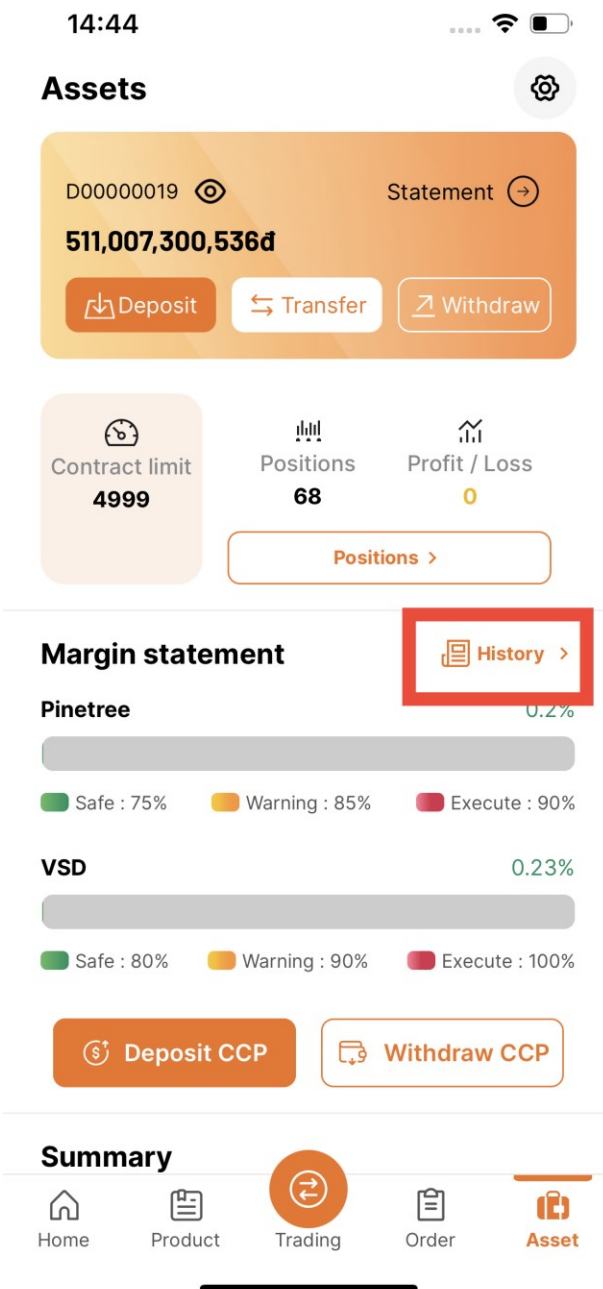 14:44
Assets
D00000019
Statement
511,007,300,536đ
Deposit
Transfer
Withdraw
Contract limit
4999
Positions
68
Profit / Loss
0
Positions >
Margin statement
History >
Pinetree
0.2%
Safe : 75%
Warning : 85%
Execute : 90%
VSD
0.23%
Safe : 80%
Warning : 90%
Execute : 100%
Deposit CCP
Withdraw CCP
Summary
Home
Product
Trading
Order
Asset